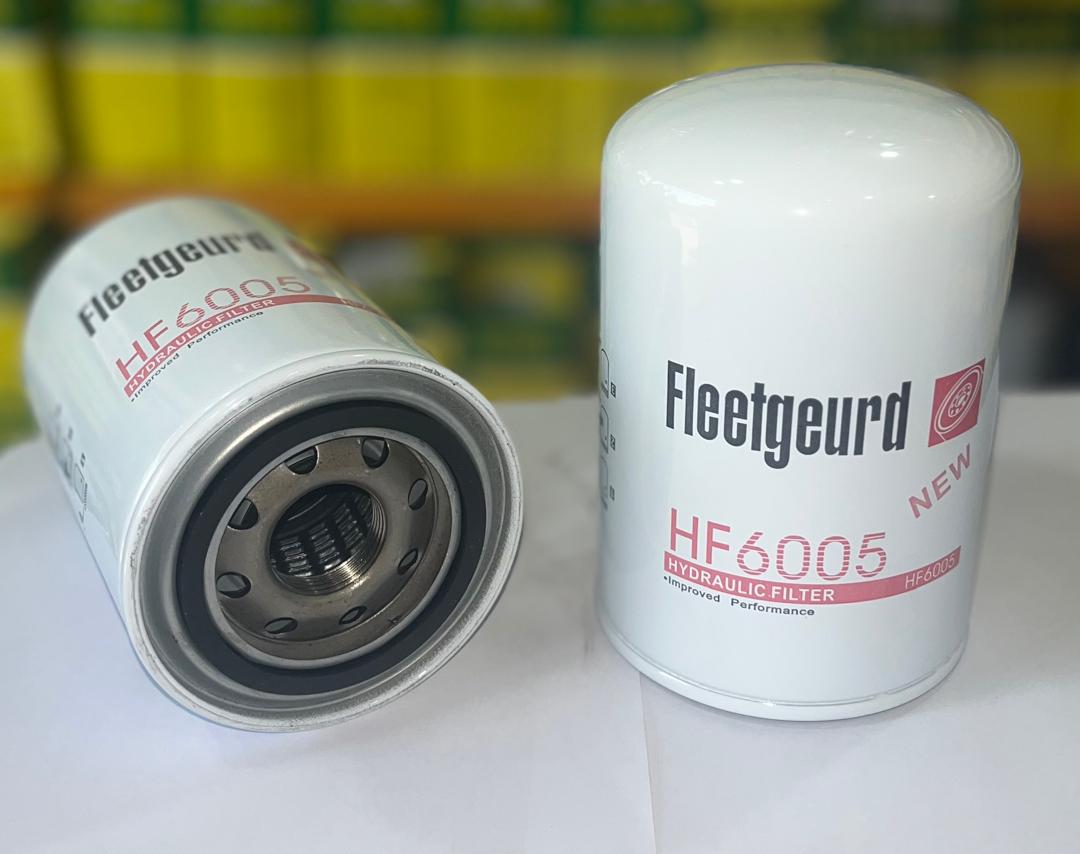 Fleetgeurd
HF6005
HYDRAULIC.FILTER
•Improved Performance
Fleetgeurd
NEW
HF6005
HYDRAULIC.FILTER HF6005
•Improved Performance